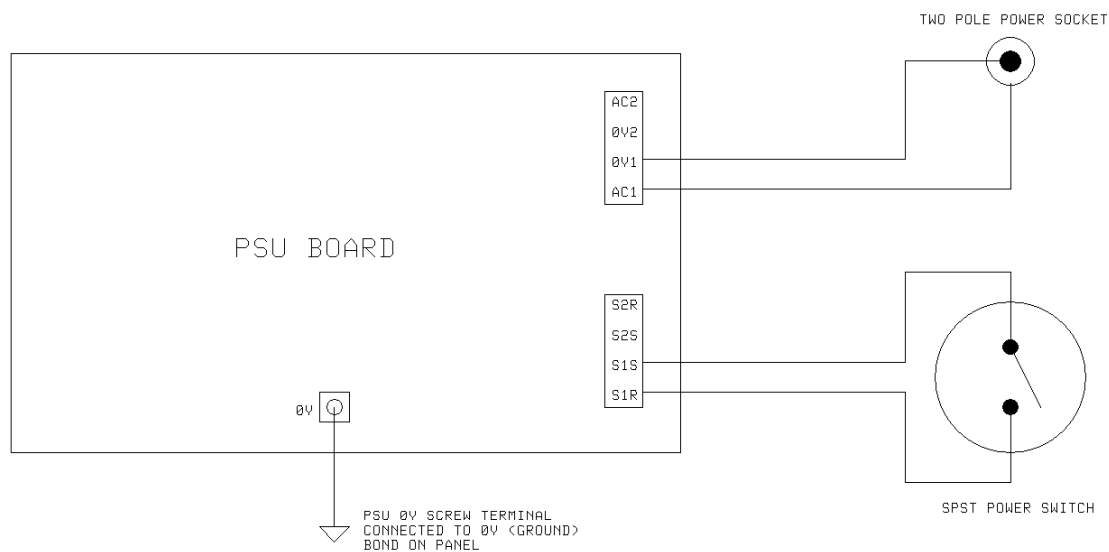 TWO POLE POWER SOCKET
AC2
0V2
0V1
AC1
PSU BOARD
S2R
S2S
S1S
S1R
0V
SPST POWER SWITCH
PSU 0V SCREW TERMINAL
CONNECTED TO 0V (GROUND)
BOND ON PANEL